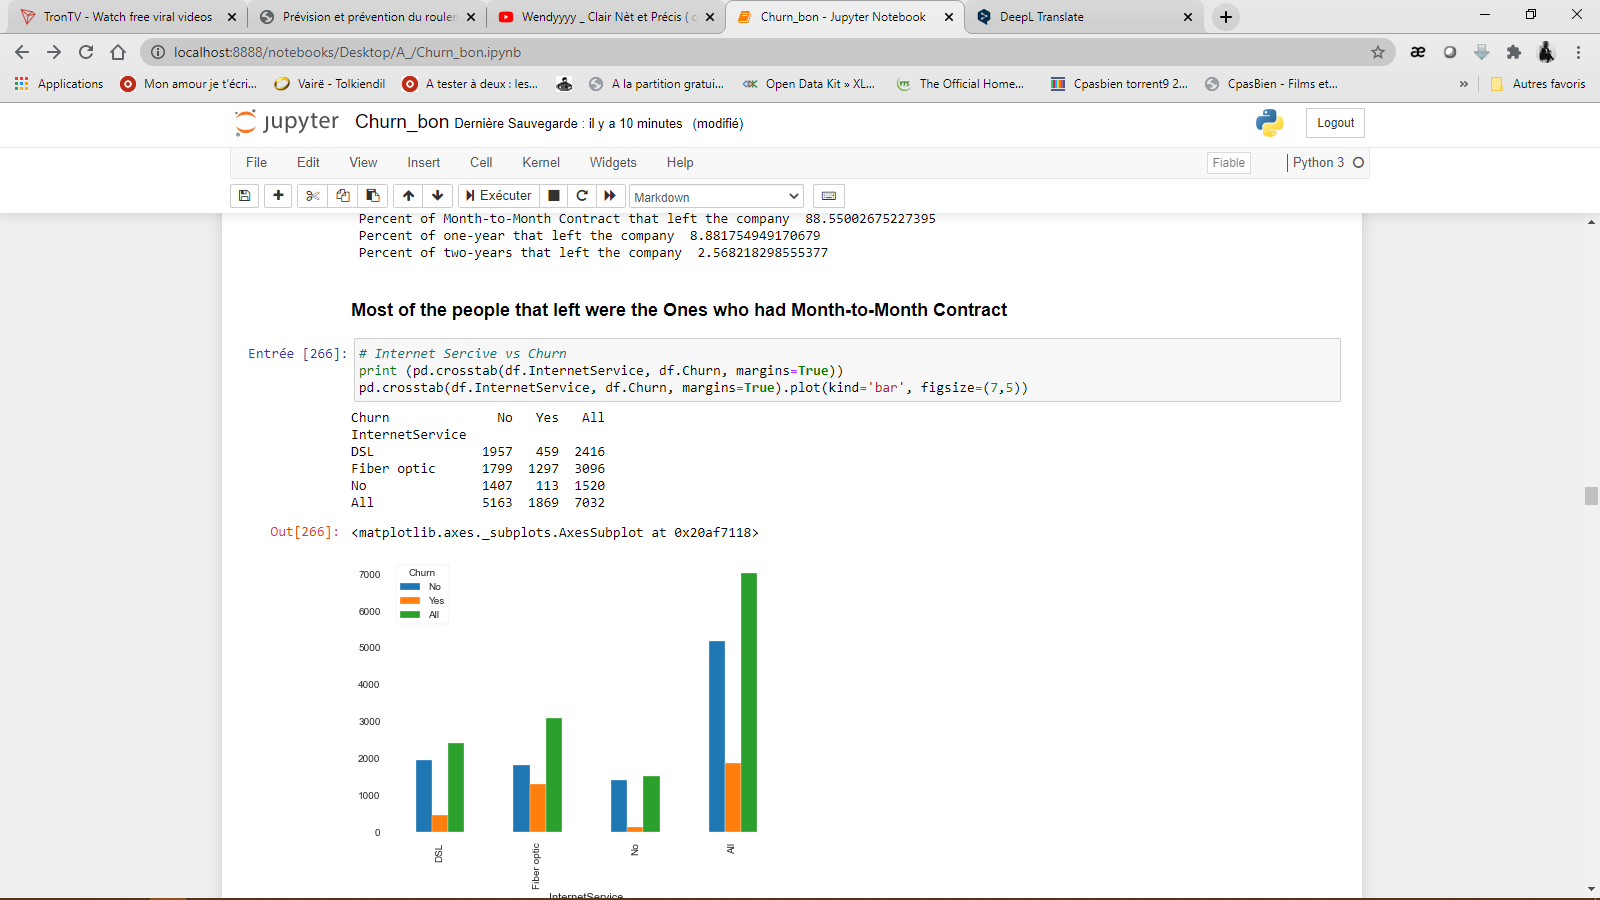 TronTV - Watch free viral videos
Prévision et prévention du rouler
Wendyyyy _ Clair Nèt et Précis (
Churn_bon - Jupyter Notebook
DeepL Translate
localhost:8888/notebooks/Desktop/A_/Churn_bon.ipynb
Applications
Mon amour je t'écri...
Vairë - Tolkiendil
A tester à deux : les...
A la partition gratui...
Open Data Kit » XL...
The Official Home...
Cpasbien torrent9 2...
CpasBien - Films et...
»
Autres favoris
jupyter Churn_bon Dernière Sauvegarde : il y a 10 minutes (modifié)
Logout
File Edit View Insert Cell Kernel Widgets Help
Fiable
Python 3
Exécuter
Markdown
Percent of Month-to-Month Contract that left the company 88.55002675227395
Percent of one-year that left the company 8.881754949170679
Percent of two-years that left the company 2.568218298555377
Most of the people that left were the Ones who had Month-to-Month Contract
Entrée [266]:
# Internet Sercive vs Churn
print (pd.crosstab(df.InternetService, df.Churn, margins=True))
pd.crosstab(df.InternetService, df.Churn, margins=True).plot(kind='bar', figsize=(7,5))
Churn No Yes All
InternetService
DSL 1957 459 2416
Fiber optic 1799 1297 3096
No 1407 113 1520
All 5163 1869 7032
Out[266]: <matplotlib.axes._subplots.AxesSubplot at 0x20af7118>
Churn
No
Yes
All
7000
6000
5000
4000
3000
2000
1000
0
DSL
Fiber optic
No
All
InternetService